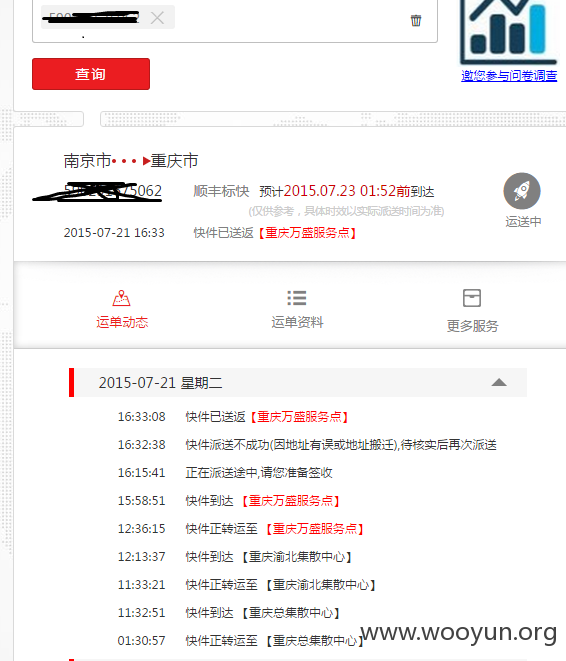 邀您参与问卷调查
查询
南京市 重庆市
顺丰标快 预计2015.07.23 01:52前到达
(仅供参考，具体时效以实际派送时间为准)
运送中
2015-07-21 16:33 快件已送返【重庆万盛服务点】
运单动态 运单资料 更多服务
2015-07-21 星期二
16:33:08 快件已送返【重庆万盛服务点】
16:32:38 快件派送不成功(因地址有误或地址搬迁),待核实后再次派送
16:15:41 正在派送途中,请您准备签收
15:58:51 快件到达 【重庆万盛服务点】
12:36:15 快件正转运至 【重庆万盛服务点】
12:13:37 快件到达 【重庆渝北集散中心】
11:33:21 快件正转运至 【重庆渝北集散中心】
11:32:51 快件到达 【重庆总集散中心】
01:30:57 快件正转运至 【重庆总集散中心】
www.wooyun.org